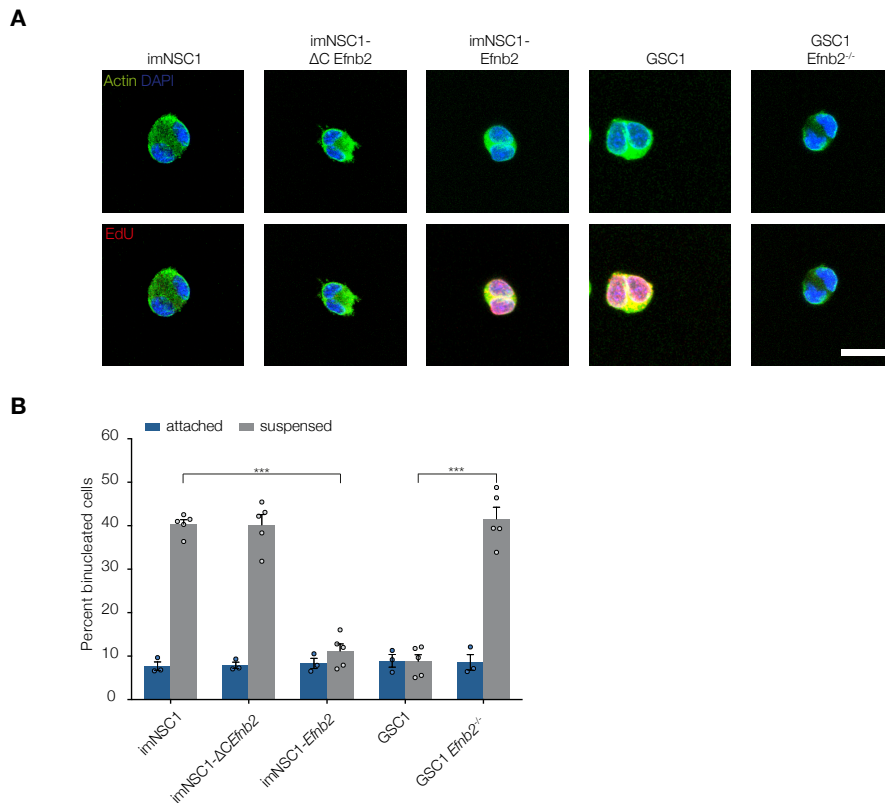 A
imNSC1
imNSC1-
ΔC Efnb2
imNSC1-
Efnb2
GSC1
GSC1
Efnb2-/-
Actin DAPI
EdU
B
attached
suspensed
Percent binucleated cells
60
50
40
30
20
10
0
***
***
imNSC1
imNSC1-ΔCEfnb2
imNSC1-Efnb2
GSC1
GSC1 Efnb2-/-